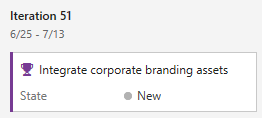 Iteration 51
6/25 - 7/13
Integrate corporate branding assets
State New